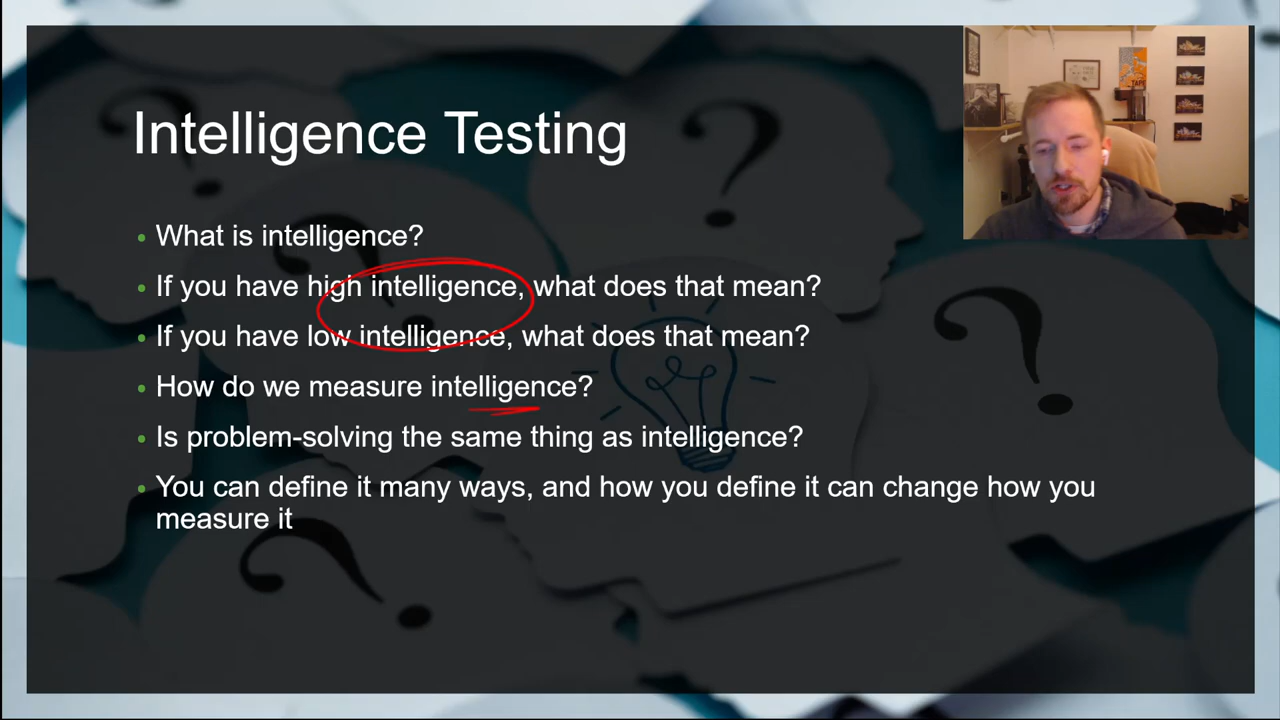 Intelligence Testing
• What is intelligence?
• If you have high intelligence, what does that mean?
• If you have low intelligence, what does that mean?
• How do we measure intelligence?
• Is problem-solving the same thing as intelligence?
• You can define it many ways, and how you define it can change how you
measure it